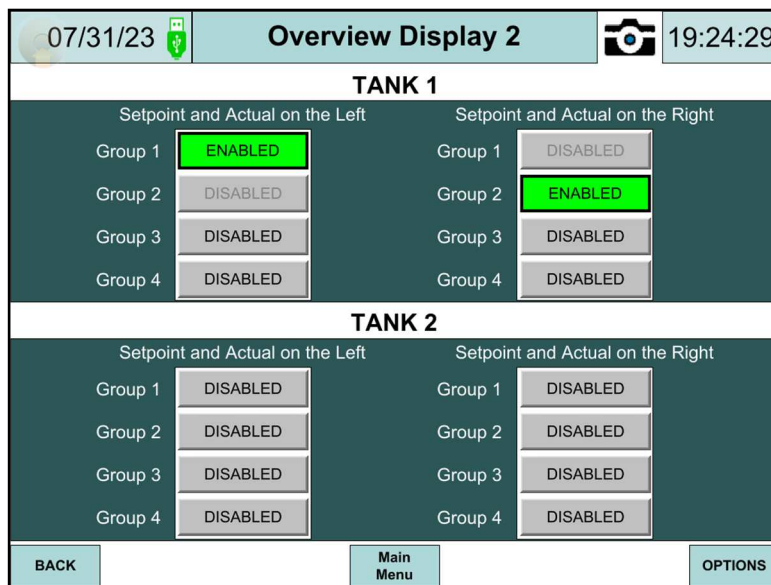 07/31/23 Overview Display 2 19:24:29
TANK 1
Setpoint and Actual on the Left Setpoint and Actual on the Right
Group 1 ENABLED Group 1 DISABLED
Group 2 DISABLED Group 2 ENABLED
Group 3 DISABLED Group 3 DISABLED
Group 4 DISABLED Group 4 DISABLED
TANK 2
Setpoint and Actual on the Left Setpoint and Actual on the Right
Group 1 DISABLED Group 1 DISABLED
Group 2 DISABLED Group 2 DISABLED
Group 3 DISABLED Group 3 DISABLED
Group 4 DISABLED Group 4 DISABLED
BACK Main Menu OPTIONS